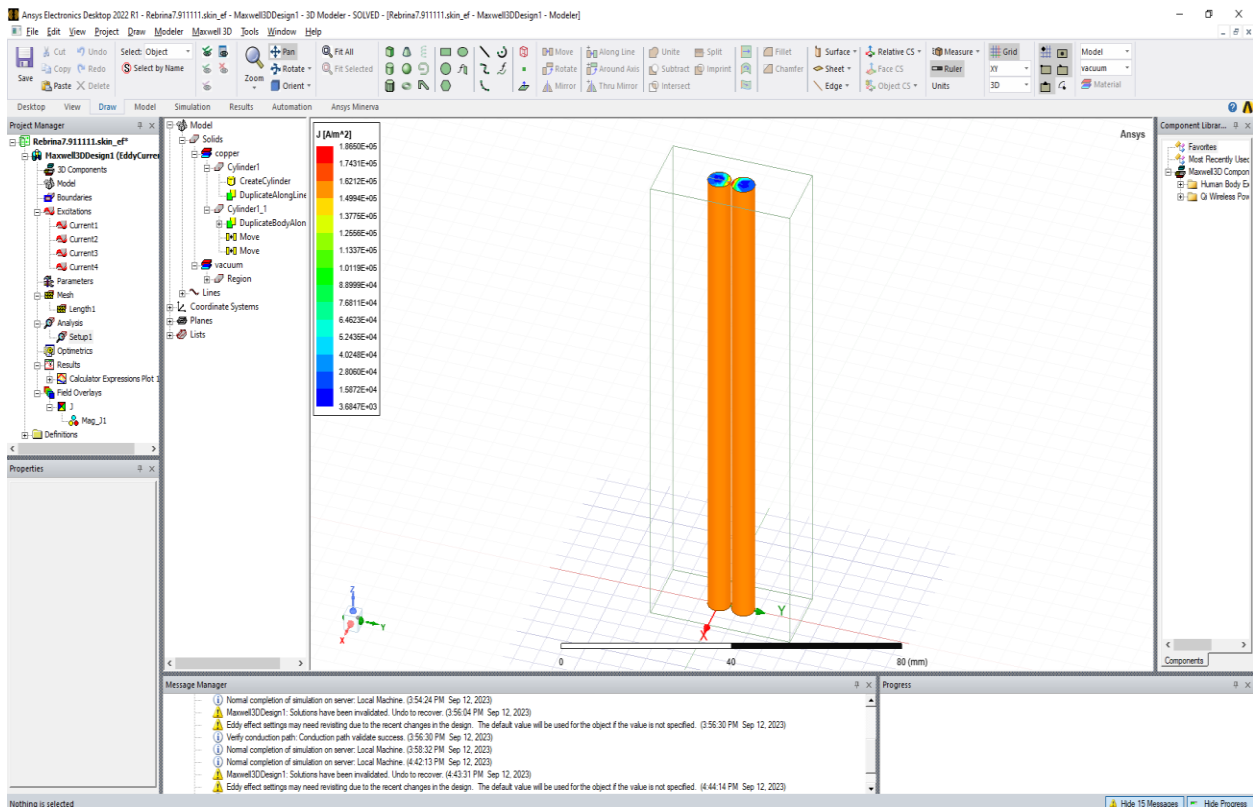 Ansys Electronics Desktop 2022 R1 - Rebrina7.911111.skin_ef - Maxwell3DDesign1 - 3D Modeler - SOLVED - [Rebrina7.911111.skin_ef - Maxwell3DDesign1 - Modeler]
File Edit View Project Draw Modeler Maxwell 3D Tools Window Help
Save
Cut Undo Select: Object
Copy Redo Select by Name
Paste Delete
Zoom
Pan
Rotate
Orient
Fit All
Fit Selected
Move Along Line Unite Split Fillet
Rotate Around Axis Subtract Imprint Chamfer
Mirror Thru Mirror Intersect
Surface Relative CS Measure Grid Model
Sheet Face CS Ruler XY vacuum
Edge Object CS Units 3D Material
Desktop View Draw Model Simulation Results Automation Ansys Minerva
Project Manager
Rebrina7.911111.skin_ef*
Maxwell3DDesign1 (EddyCurre
3D Components
Model
Boundaries
Excitations
Current1
Current2
Current3
Current4
Parameters
Mesh
Length1
Analysis
Setup1
Optimetrics
Results
Calculator Expressions Plot 1
Field Overlays
J
Mag_J1
Definitions
Properties
Model
Solids
copper
Cylinder1
CreateCylinder
DuplicateAlongLine
Cylinder1_1
DuplicateBodyAlon
Move
Move
vacuum
Region
Lines
Coordinate Systems
Planes
Lists
J [A/m^2]
1.8650E+05
1.7431E+05
1.6212E+05
1.4994E+05
1.3775E+05
1.2556E+05
1.1337E+05
1.0119E+05
8.8999E+04
7.6811E+04
6.4623E+04
5.2435E+04
4.0248E+04
2.8060E+04
1.5872E+04
3.6847E+03
Ansys
Z
Y
X
X
Y
0 40 80 (mm)
Component Librar...
Favorites
Most Recently Usec
Maxwell3D Compon
Human Body Ex
Qi Wireless Pow
Components
Message Manager
Normal completion of simulation on server: Local Machine. (3:54:24 PM Sep 12, 2023)
Maxwell3DDesign1: Solutions have been invalidated. Undo to recover. (3:56:04 PM Sep 12, 2023)
Eddy effect settings may need revisiting due to the recent changes in the design. The default value will be used for the object if the value is not specified. (3:56:30 PM Sep 12, 2023)
Verify conduction path: Conduction path validate success. (3:56:30 PM Sep 12, 2023)
Normal completion of simulation on server: Local Machine. (3:58:32 PM Sep 12, 2023)
Normal completion of simulation on server: Local Machine. (4:42:13 PM Sep 12, 2023)
Maxwell3DDesign1: Solutions have been invalidated. Undo to recover. (4:43:31 PM Sep 12, 2023)
Eddy effect settings may need revisiting due to the recent changes in the design. The default value will be used for the object if the value is not specified. (4:44:14 PM Sep 12, 2023)
Progress
Nothing is selected
Hide 15 Messages Hide Progress